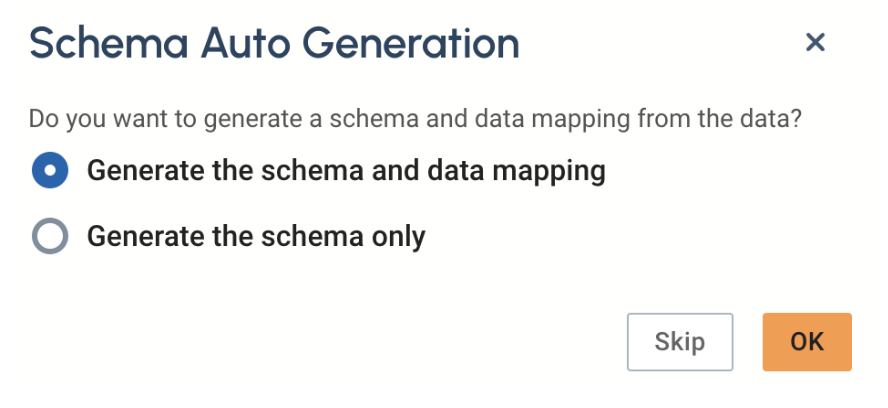 Schema Auto Generation
Do you want to generate a schema and data mapping from the data?
Generate the schema and data mapping
Generate the schema only
Skip OK